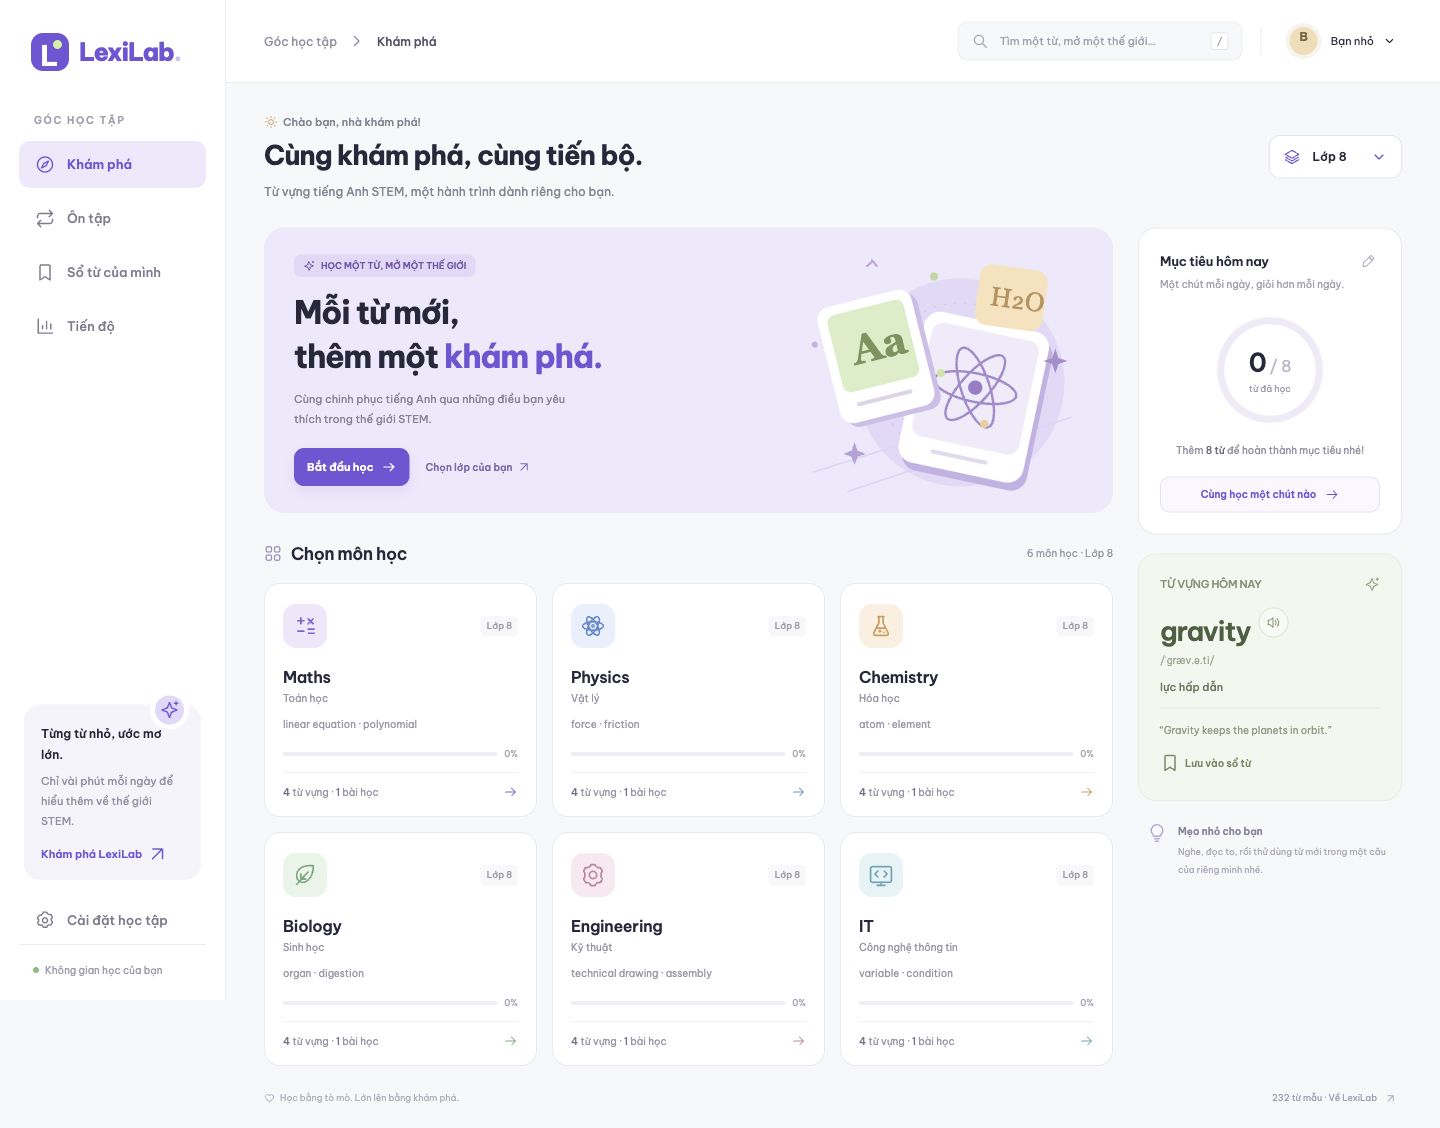 LexiLab.
GÓC HỌC TẬP
Khám phá
Ôn tập
Sổ từ của mình
Tiến độ
Từng từ nhỏ, ước mơ
lớn.
Chỉ vài phút mỗi ngày để
hiểu thêm về thế giới
STEM.
Khám phá LexiLab
Cài đặt học tập
Không gian học của bạn
Góc học tập > Khám phá
Tìm một từ, mở một thế giới...
/
B
Bạn nhỏ
Chào bạn, nhà khám phá!
Cùng khám phá, cùng tiến bộ.
Từ vựng tiếng Anh STEM, một hành trình dành riêng cho bạn.
Lớp 8
HỌC MỘT TỪ, MỞ MỘT THẾ GIỚI
Mỗi từ mới,
thêm một khám phá.
Cùng chinh phục tiếng Anh qua những điều bạn yêu
thích trong thế giới STEM.
Bắt đầu học
Chọn lớp của bạn
Aa
H2O
Chọn môn học
6 môn học · Lớp 8
Lớp 8
Maths
Toán học
linear equation · polynomial
0%
4 từ vựng · 1 bài học
Lớp 8
Physics
Vật lý
force · friction
0%
4 từ vựng · 1 bài học
Lớp 8
Chemistry
Hóa học
atom · element
0%
4 từ vựng · 1 bài học
Lớp 8
Biology
Sinh học
organ · digestion
0%
4 từ vựng · 1 bài học
Lớp 8
Engineering
Kỹ thuật
technical drawing · assembly
0%
4 từ vựng · 1 bài học
Lớp 8
IT
Công nghệ thông tin
variable · condition
0%
4 từ vựng · 1 bài học
Mục tiêu hôm nay
Một chút mỗi ngày, giỏi hơn mỗi ngày.
0 / 8
từ đã học
Thêm 8 từ để hoàn thành mục tiêu nhé!
Cùng học một chút nào
TỪ VỰNG HÔM NAY
gravity
/ˈɡræv.ə.ti/
lực hấp dẫn
“Gravity keeps the planets in orbit.”
Lưu vào sổ từ
Mẹo nhỏ cho bạn
Nghe, đọc to, rồi thử dùng từ mới trong một câu
của riêng mình nhé.
Học bằng tò mò. Lớn lên bằng khám phá.
232 từ mẫu · Về LexiLab